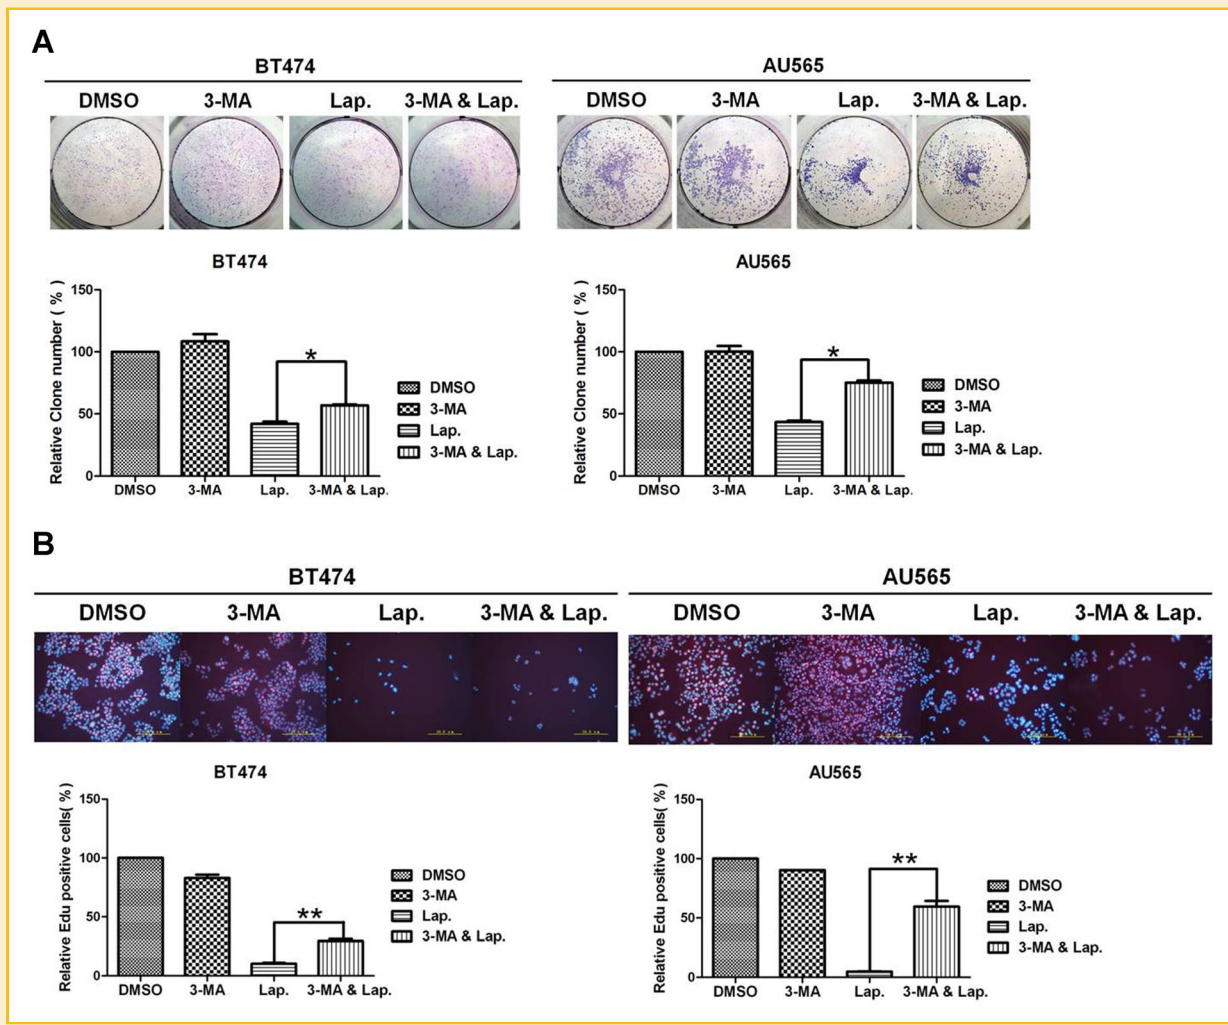 A
BT474 AU565
DMSO 3-MA Lap. 3-MA & Lap. DMSO 3-MA Lap. 3-MA & Lap.
BT474
Relative Clone number ( % )
150
100
50
0
*
DMSO 3-MA Lap. 3-MA & Lap.
DMSO
3-MA
Lap.
3-MA & Lap.
AU565
Relative Clone number ( % )
150
100
50
0
*
DMSO 3-MA Lap. 3-MA & Lap.
DMSO
3-MA
Lap.
3-MA & Lap.
B
BT474 AU565
DMSO 3-MA Lap. 3-MA & Lap. DMSO 3-MA Lap. 3-MA & Lap.
BT474
Relative Edu positive cells( %)
150
100
50
0
**
DMSO 3-MA Lap. 3-MA & Lap.
DMSO
3-MA
Lap.
3-MA & Lap.
AU565
Relative Edu positive cells( %)
150
100
50
0
**
DMSO 3-MA Lap. 3-MA & Lap.
DMSO
3-MA
Lap.
3-MA & Lap.